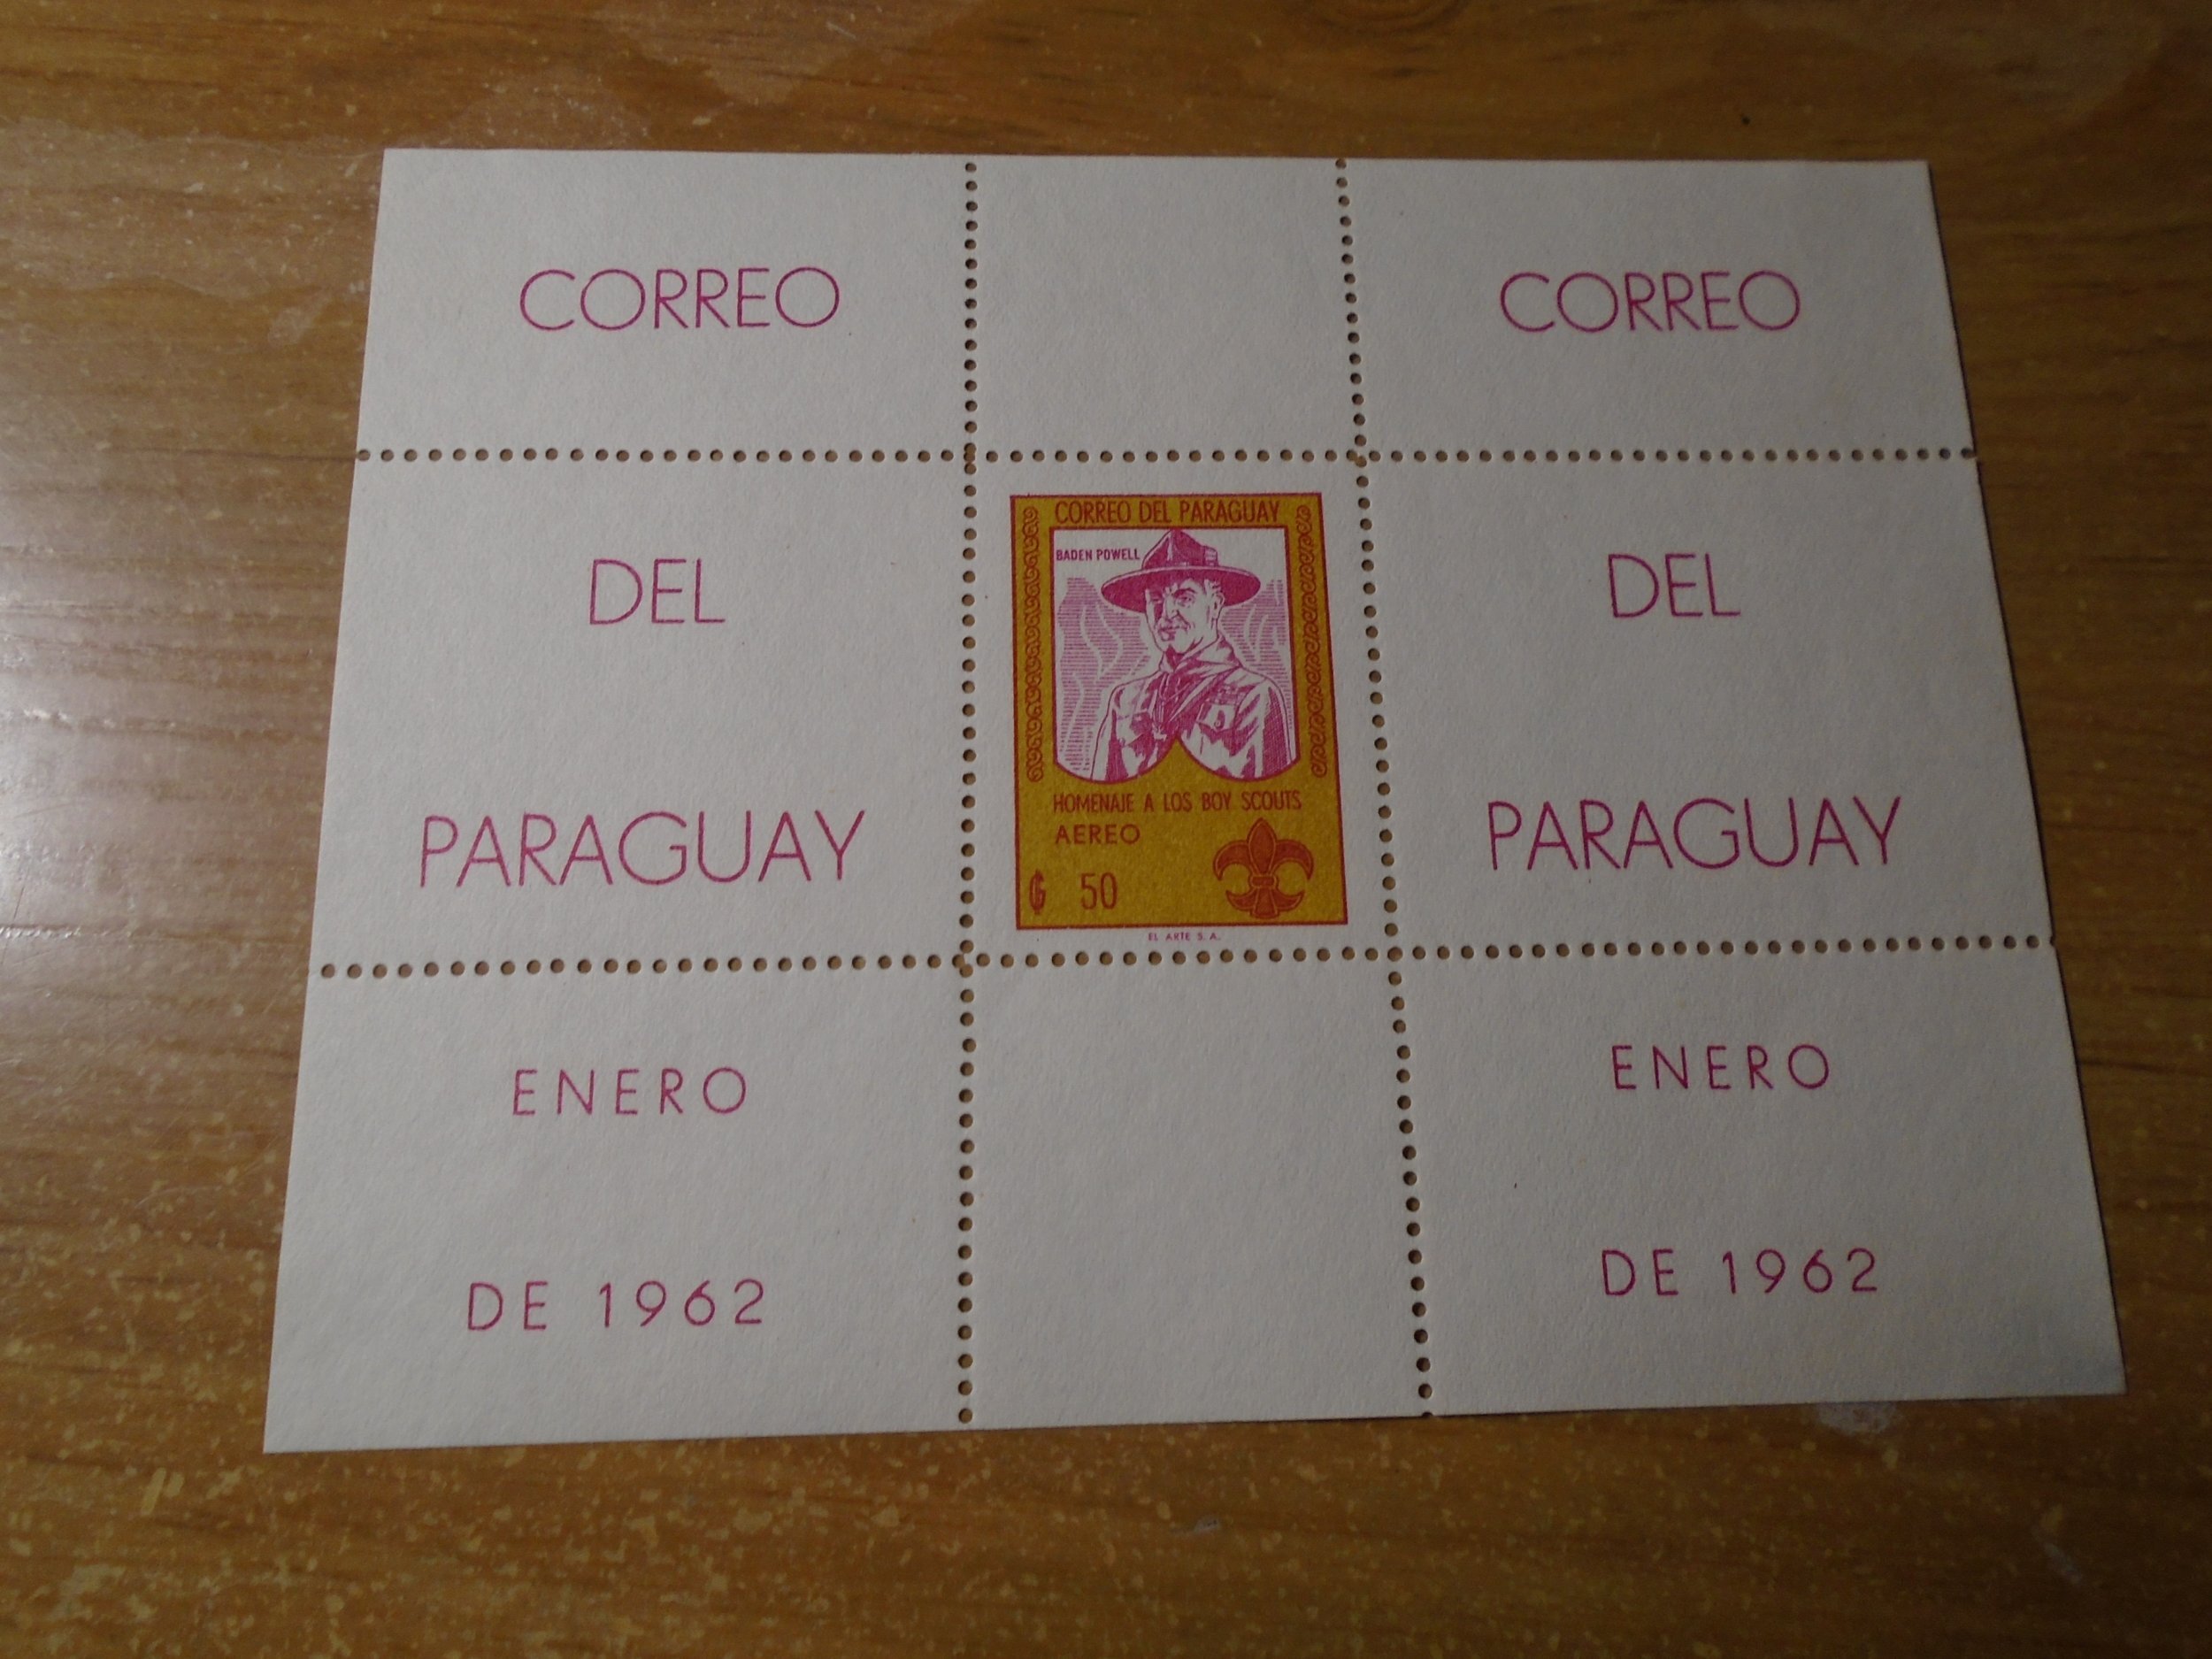 CORREO
DEL
PARAGUAY
ENERO
DE 1962
CORREO DEL PARAGUAY
BADEN POWELL
HOMENAJE A LOS BOY SCOUTS
AEREO
₲ 50
EL ARTE S. A.
CORREO
DEL
PARAGUAY
ENERO
DE 1962